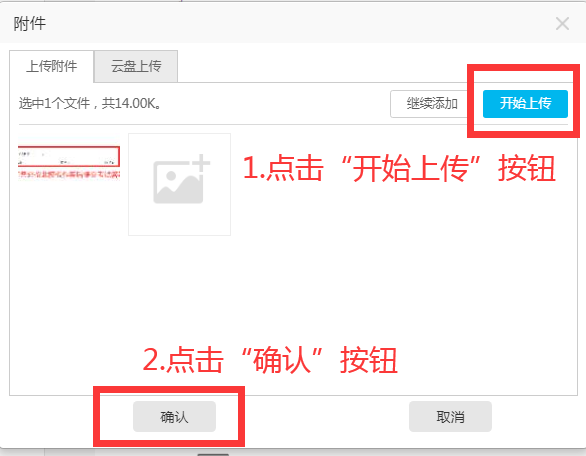 附件
上传附件 云盘上传
选中1个文件，共14.00K。 继续添加 开始上传
1.点击“开始上传”按钮
2.点击“确认”按钮
确认 取消